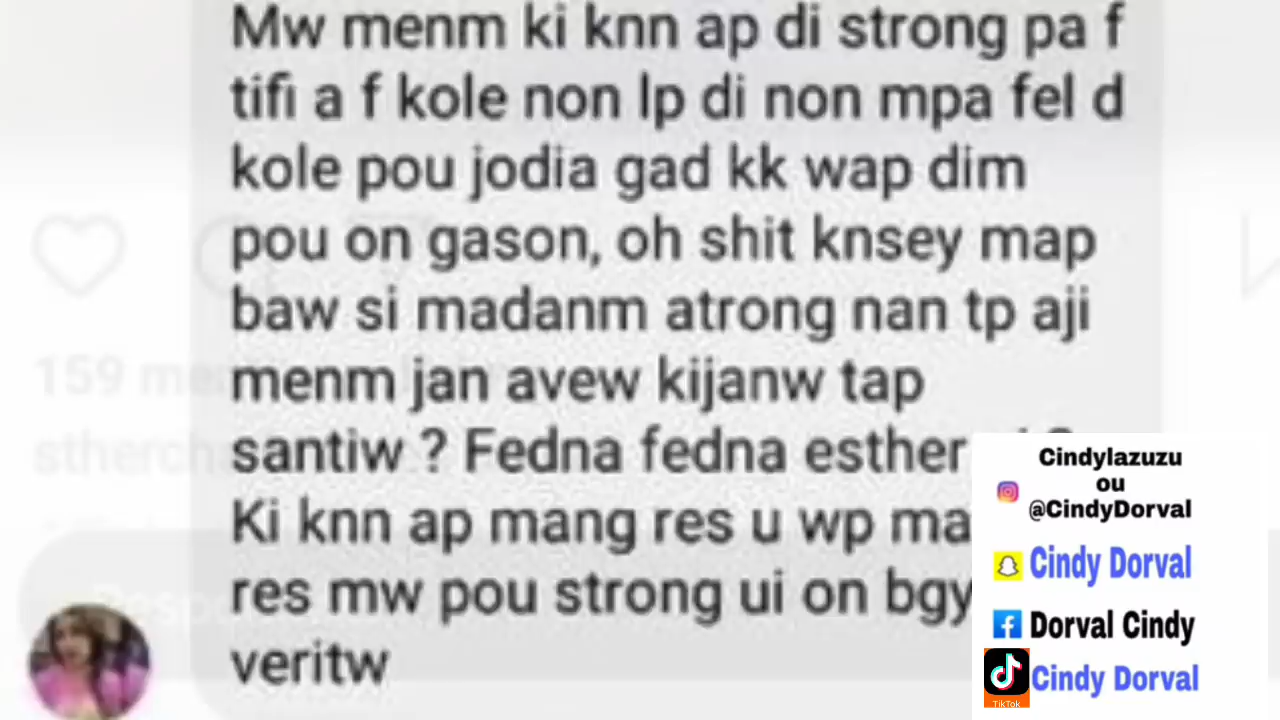 Mw menm ki knn ap di strong pa f
tifi a f kole non lp di non mpa fel d
kole pou jodia gad kk wap dim
pou on gason, oh shit knsey map
baw si madanm atrong nan tp aji
menm jan avew kijanw tap
santiw ? Fedna fedna esther
Ki knn ap mang res u wp ma
res mw pou strong ui on bgy
veritw
159
stherch
Cindylazuzu
ou
@CindyDorval
Cindy Dorval
Dorval Cindy
Cindy Dorval
TikTok